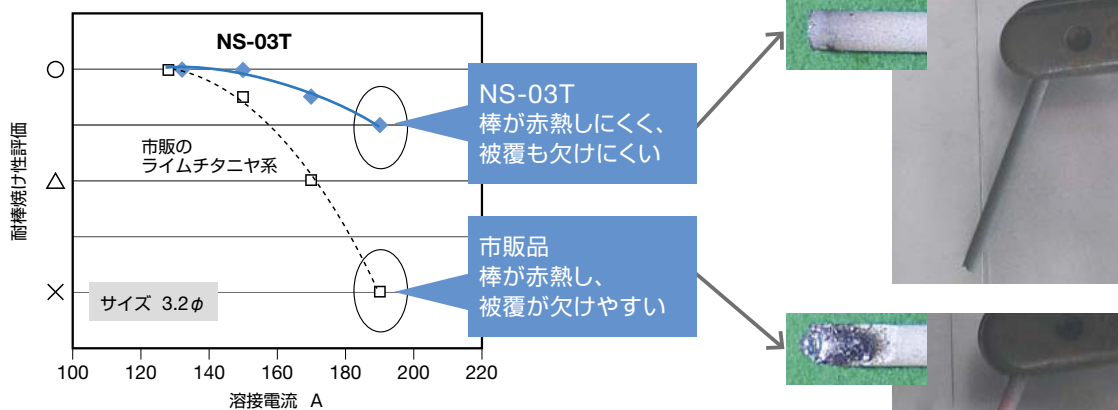 NS-03T
市販の
ライムチタニヤ系
サイズ 3.2φ
耐棒焼け性評価
○
△
×
100
120
140
160
180
200
220
溶接電流 A
NS-03T
棒が赤熱しにくく、
被覆も欠けにくい
市販品
棒が赤熱し、
被覆が欠けやすい